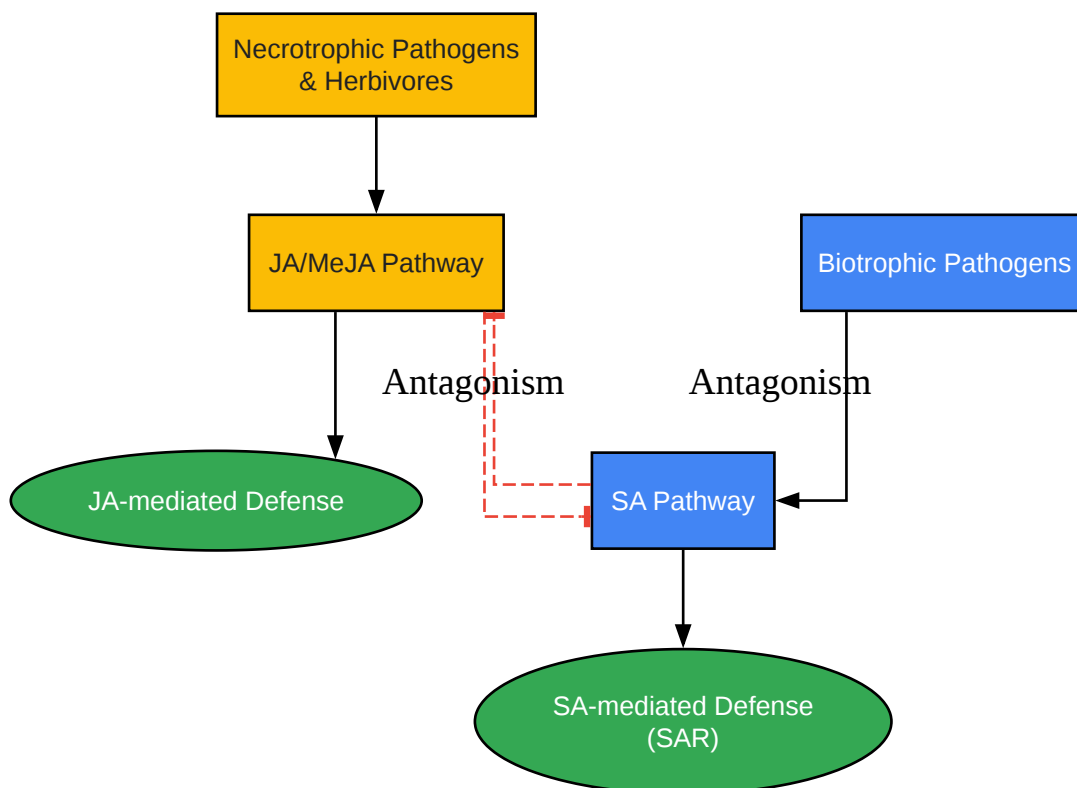 Necrotrophic Pathogens
& Herbivores
JA/MeJA Pathway
Biotrophic Pathogens
Antagonism
Antagonism
JA-mediated Defense
SA Pathway
SA-mediated Defense
(SAR)